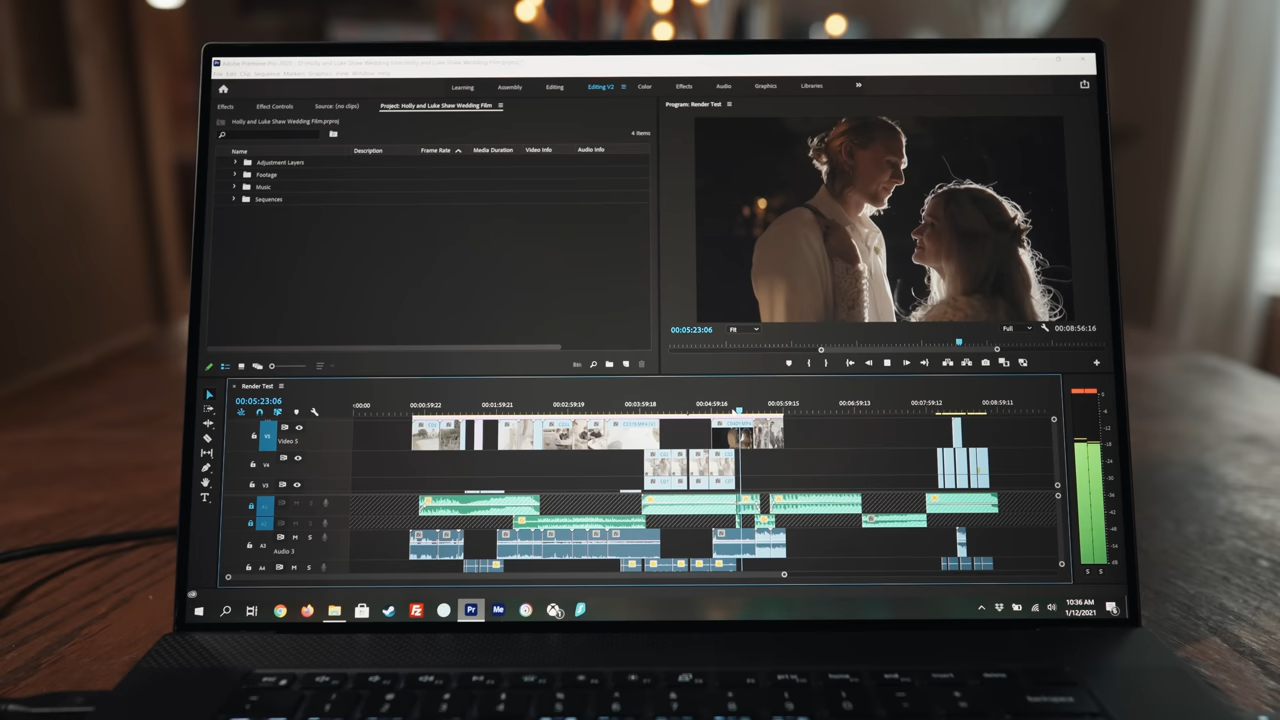 Learning Assembly Editing Editing V2 Color Effects Audio Graphics Libraries
Effects Effect Controls Source: (no clips) Project: Holly and Luke Shaw Wedding Film
Holly and Luke Shaw Wedding Film.prproj
4 Items
Name Description Frame Rate Media Duration Video Info Audio Info
Adjustment Layers
Footage
Music
Sequences
Program: Render Test
00:05:23:06 Fit Full 00:08:56:16
Render Test
00:05:23:06
:00:00 00:00:59:22 00:01:59:21 00:02:59:19 00:03:59:18 00:04:59:16 00:05:59:15 00:06:59:13 00:07:59:12 00:08:59:11
V5 Video 5
V4
V3
M S
M S
A3 M S
Audio 3
A4 M S
S S
Pr Me
10:36 AM
1/12/2021